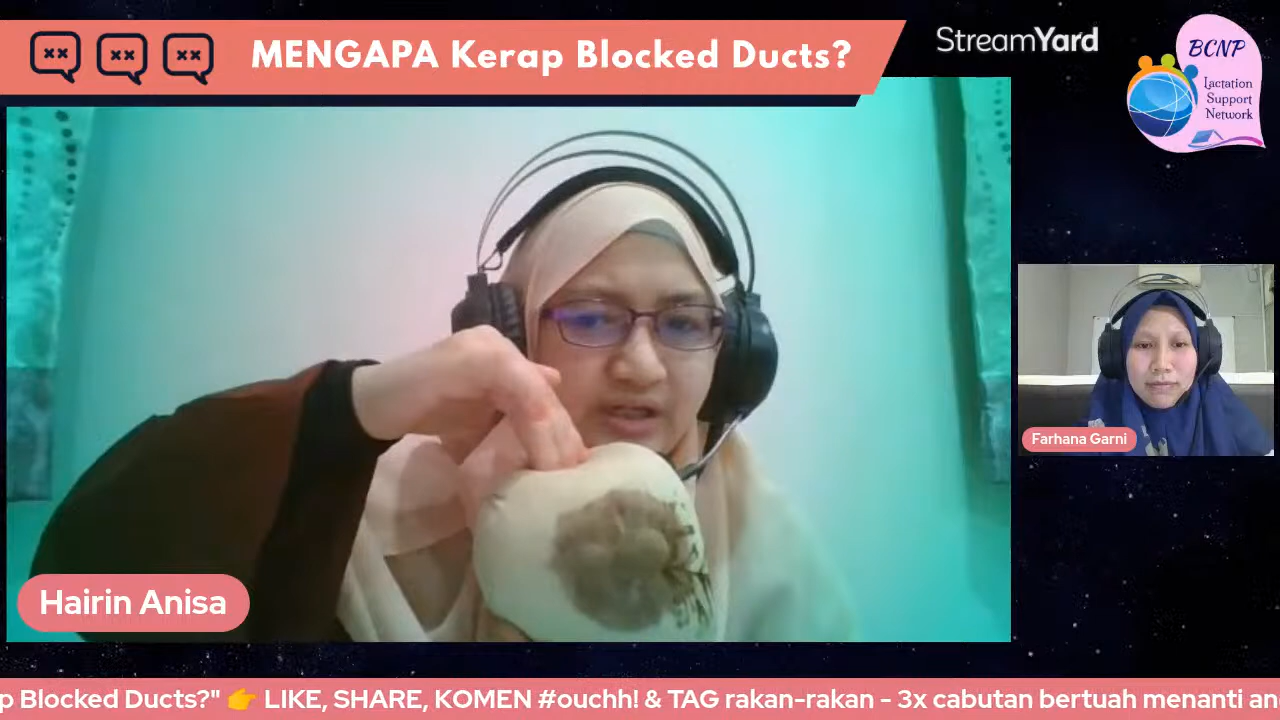 MENGAPA Kerap Blocked Ducts?
StreamYard
BCNP
Lactation
Support
Network
Farhana Garni
Hairin Anisa
p Blocked Ducts?" 👉 LIKE, SHARE, KOMEN #ouchh! & TAG rakan-rakan - 3x cabutan bertuah menanti an